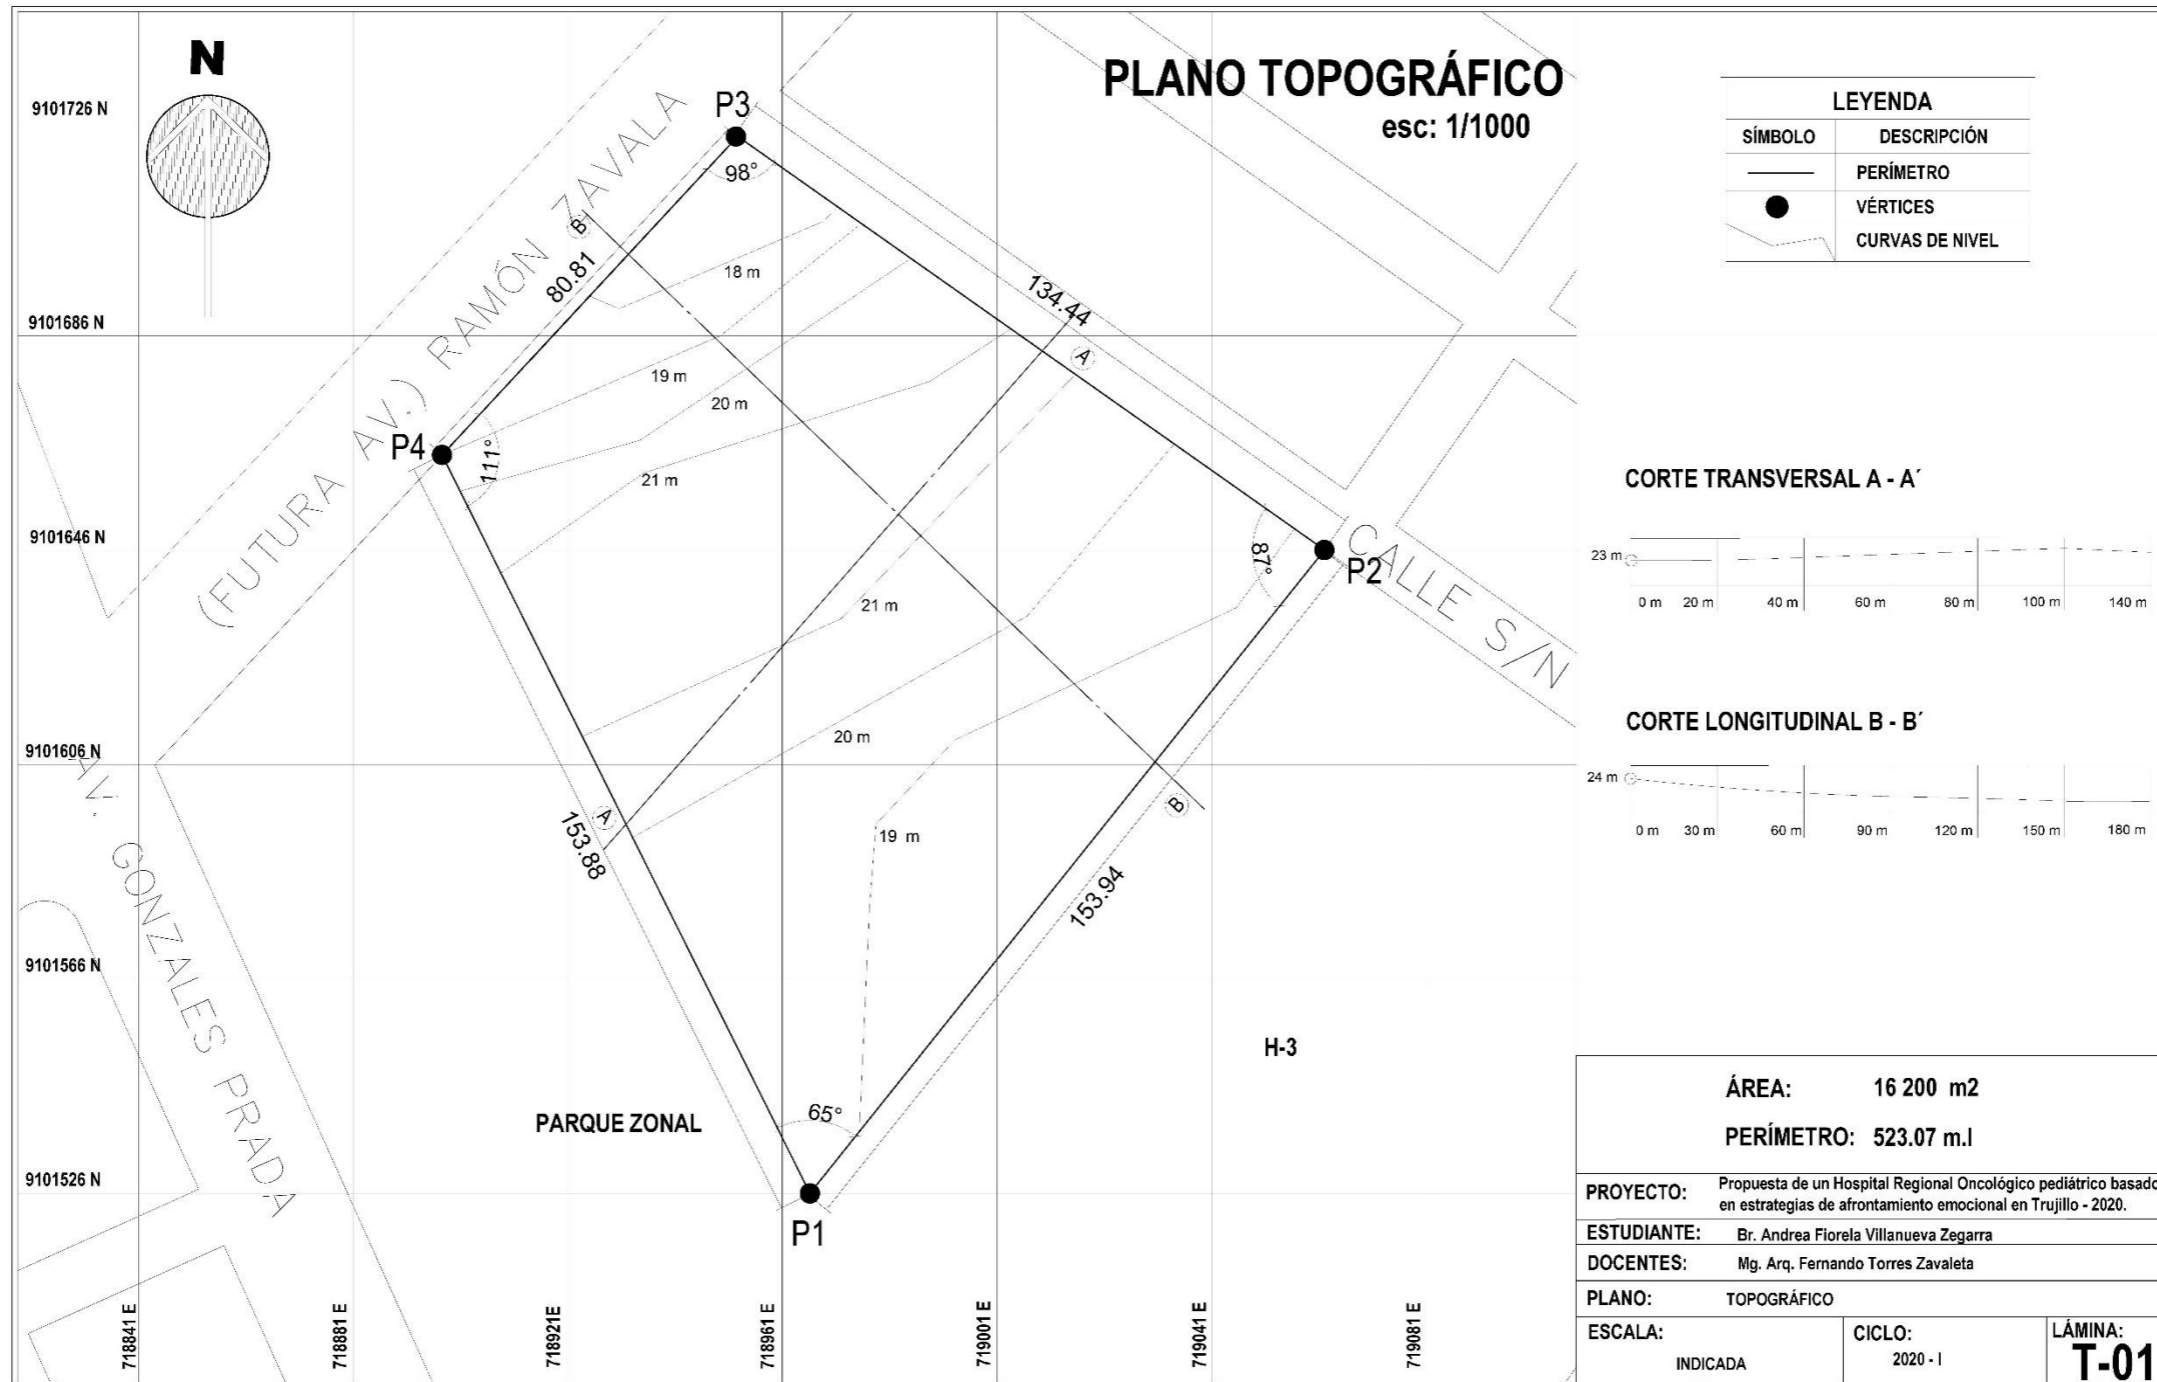 N
PLANO TOPOGRÁFICO
esc: 1/1000
LEYENDA
SÍMBOLO DESCRIPCIÓN
PERÍMETRO
VÉRTICES
CURVAS DE NIVEL
9101726 N
9101686 N
9101646 N
9101606 N
9101566 N
9101526 N
718841 E
718881 E
718921E
718961 E
719001 E
719041 E
719081 E
(FUTURA AV.) RAMÓN ZAVALA
AV. GONZALES PRADA
CALLE S/N
P3
98°
B
80.81
18 m
134.44
A
19 m
20 m
P4
111°
21 m
87°
P2
21 m
20 m
A
153.88
B
19 m
153.94
H-3
PARQUE ZONAL
65°
P1
CORTE TRANSVERSAL A - A´
23 m
0 m 20 m 40 m 60 m 80 m 100 m 140 m
CORTE LONGITUDINAL B - B´
24 m
0 m 30 m 60 m 90 m 120 m 150 m 180 m
ÁREA: 16 200 m2
PERÍMETRO: 523.07 m.l
PROYECTO: Propuesta de un Hospital Regional Oncológico pediátrico basado
en estrategias de afrontamiento emocional en Trujillo - 2020.
ESTUDIANTE: Br. Andrea Fiorela Villanueva Zegarra
DOCENTES: Mg. Arq. Fernando Torres Zavaleta
PLANO: TOPOGRÁFICO
ESCALA: CICLO: LÁMINA:
INDICADA 2020 - I T-01